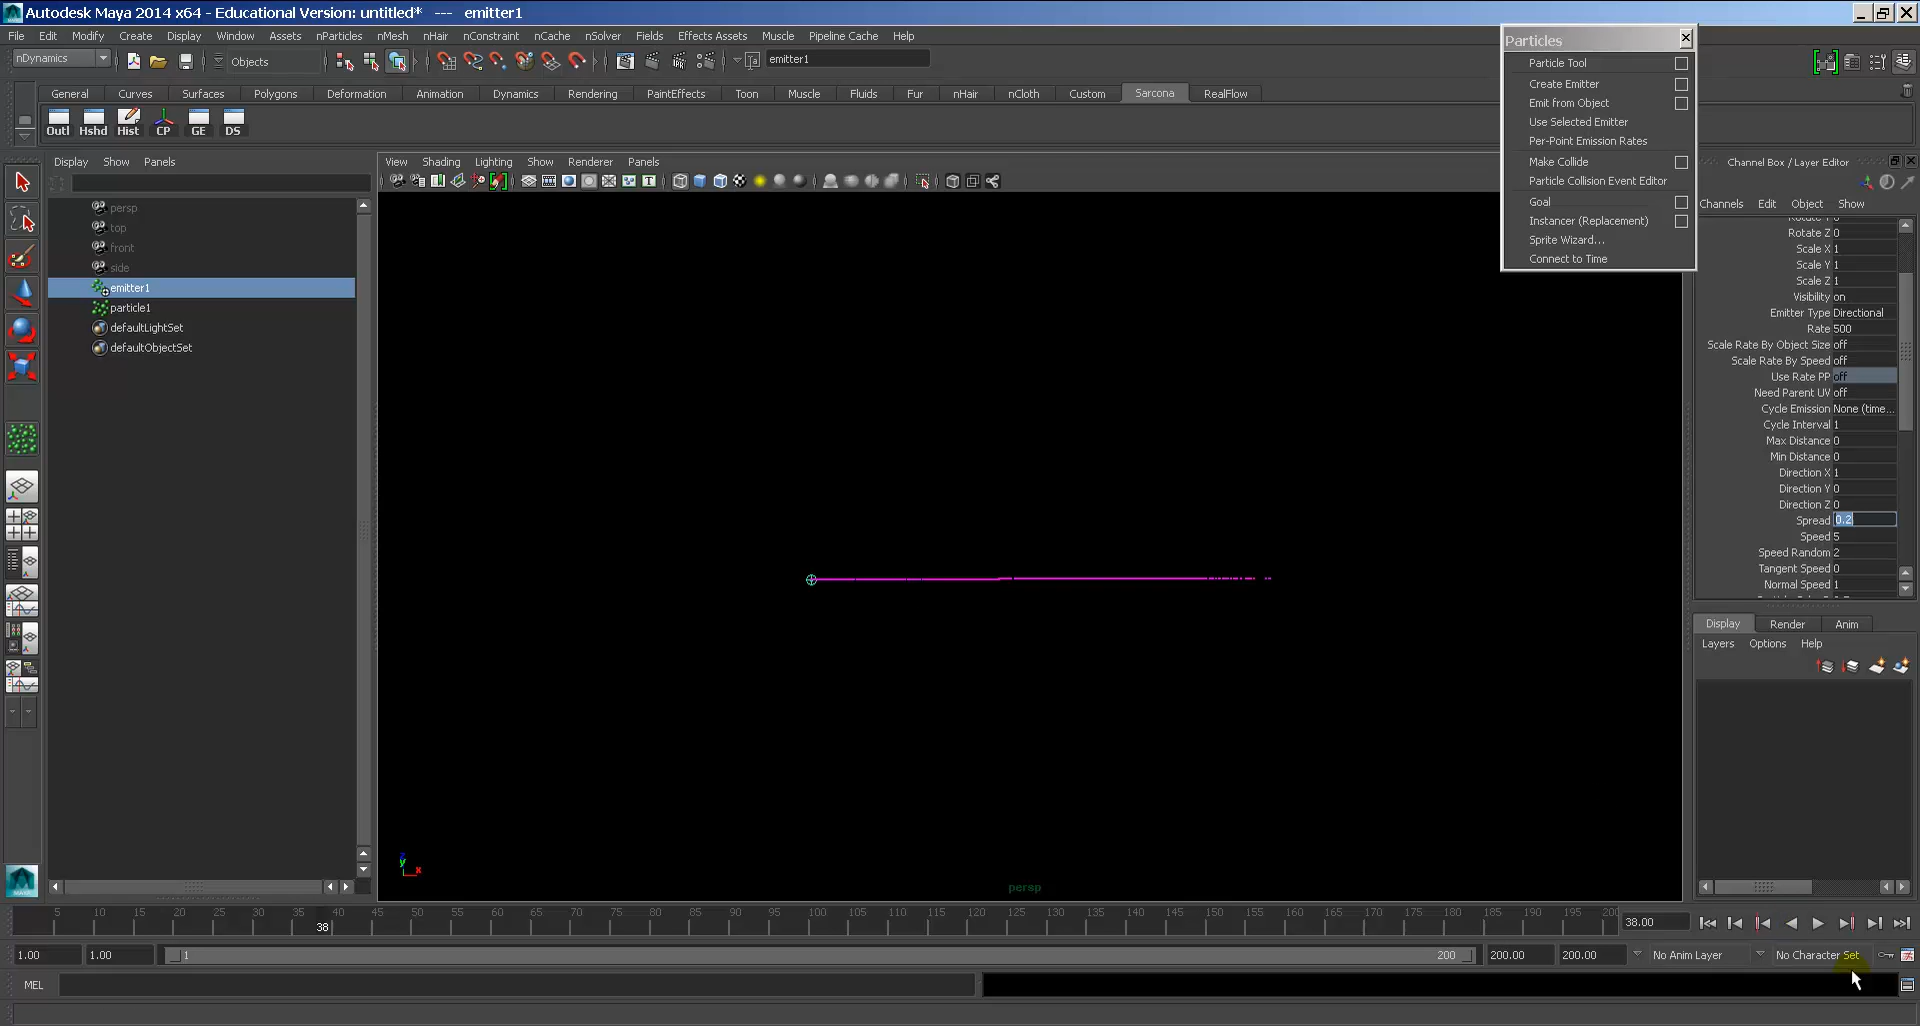 Autodesk Maya 2014 x64 - Educational Version: untitled*   ---   emitter1
File Edit Modify Create Display Window Assets nParticles nMesh nHair nConstraint nCache nSolver Fields Effects Assets Muscle Pipeline Cache Help
nDynamics Objects emitter1
General Curves Surfaces Polygons Deformation Animation Dynamics Rendering PaintEffects Toon Muscle Fluids Fur nHair nCloth Custom Sarcona RealFlow
Outl Hshd Hist CP GE DS
Display Show Panels
persp
top
front
side
emitter1
particle1
defaultLightSet
defaultObjectSet
View Shading Lighting Show Renderer Panels
persp
Particles
Particle Tool
Create Emitter
Emit from Object
Use Selected Emitter
Per-Point Emission Rates
Make Collide
Particle Collision Event Editor
Goal
Instancer (Replacement)
Sprite Wizard...
Connect to Time
Channel Box / Layer Editor
Channels Edit Object Show
Rotate Z 0
Scale X 1
Scale Y 1
Scale Z 1
Visibility on
Emitter Type Directional
Rate 500
Scale Rate By Object Size off
Scale Rate By Speed off
Use Rate PP off
Need Parent UV off
Cycle Emission None (time...
Cycle Interval 1
Max Distance 0
Min Distance 0
Direction X 1
Direction Y 0
Direction Z 0
Spread 0.2
Speed 5
Speed Random 2
Tangent Speed 0
Normal Speed 1
Display Render Anim
Layers Options Help
y x
5 10 15 20 25 30 35 40 45 50 55 60 65 70 75 80 85 90 95 100 105 110 115 120 125 130 135 140 145 150 155 160 165 170 175 180 185 190 195 200
38
38.00
1.00 1.00 1 200 200.00 200.00 No Anim Layer No Character Set
MEL